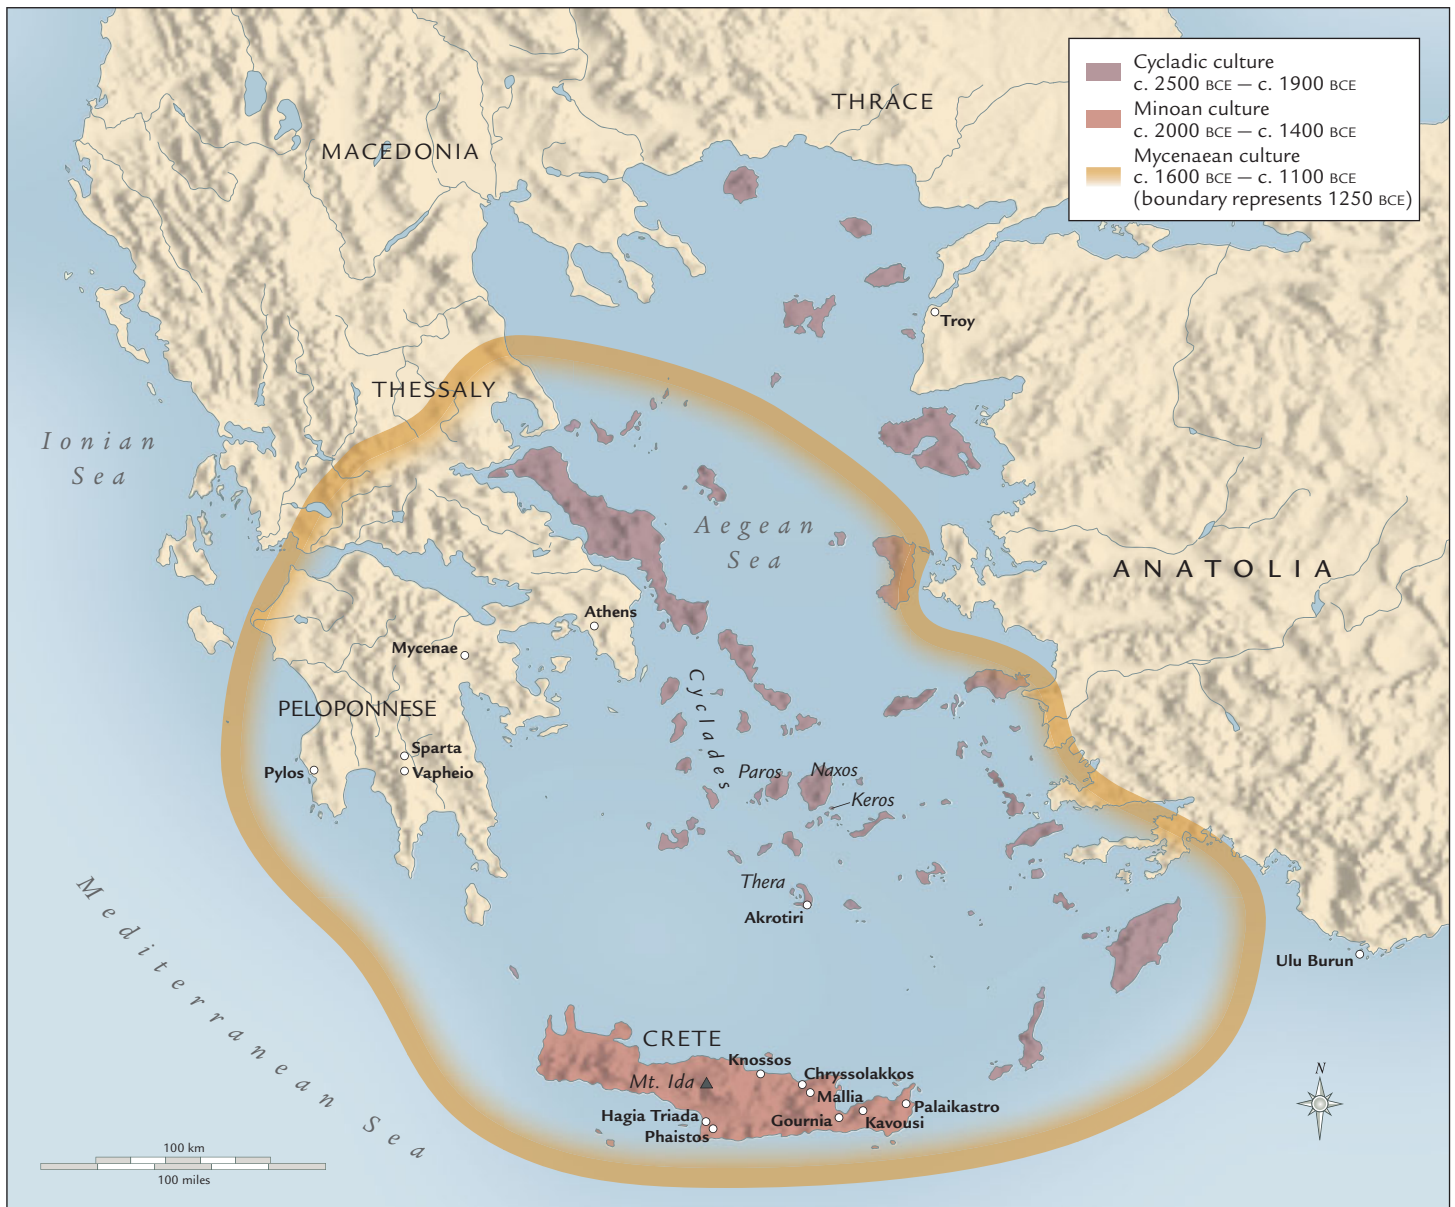 Cycladic culture
c. 2500 BCE — c. 1900 BCE
Minoan culture
c. 2000 BCE — c. 1400 BCE
Mycenaean culture
c. 1600 BCE — c. 1100 BCE
(boundary represents 1250 BCE)
THRACE
MACEDONIA
Troy
THESSALY
Ionian
Sea
Aegean
Sea
ANATOLIA
Athens
Mycenae
Cyclades
PELOPONNESE
Sparta
Vapheio
Pylos
Paros
Naxos
Keros
Thera
Akrotiri
Mediterranean Sea
Ulu Burun
CRETE
Knossos
Chryssolakkos
Mt. Ida
Mallia
Palaikastro
Hagia Triada
Gournia
Kavousi
Phaistos
N
100 km
100 miles